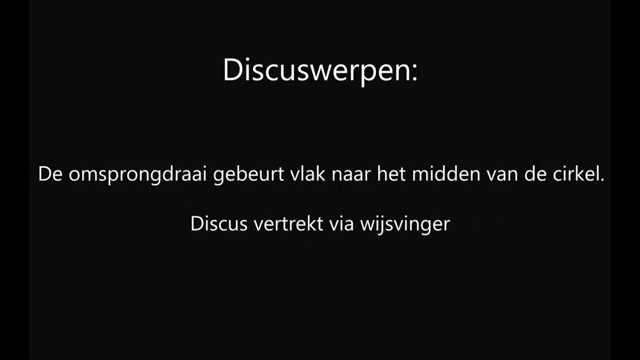 Discuswerpen:
De omsprongdraai gebeurt vlak naar het midden van de cirkel.
Discus vertrekt via wijsvinger